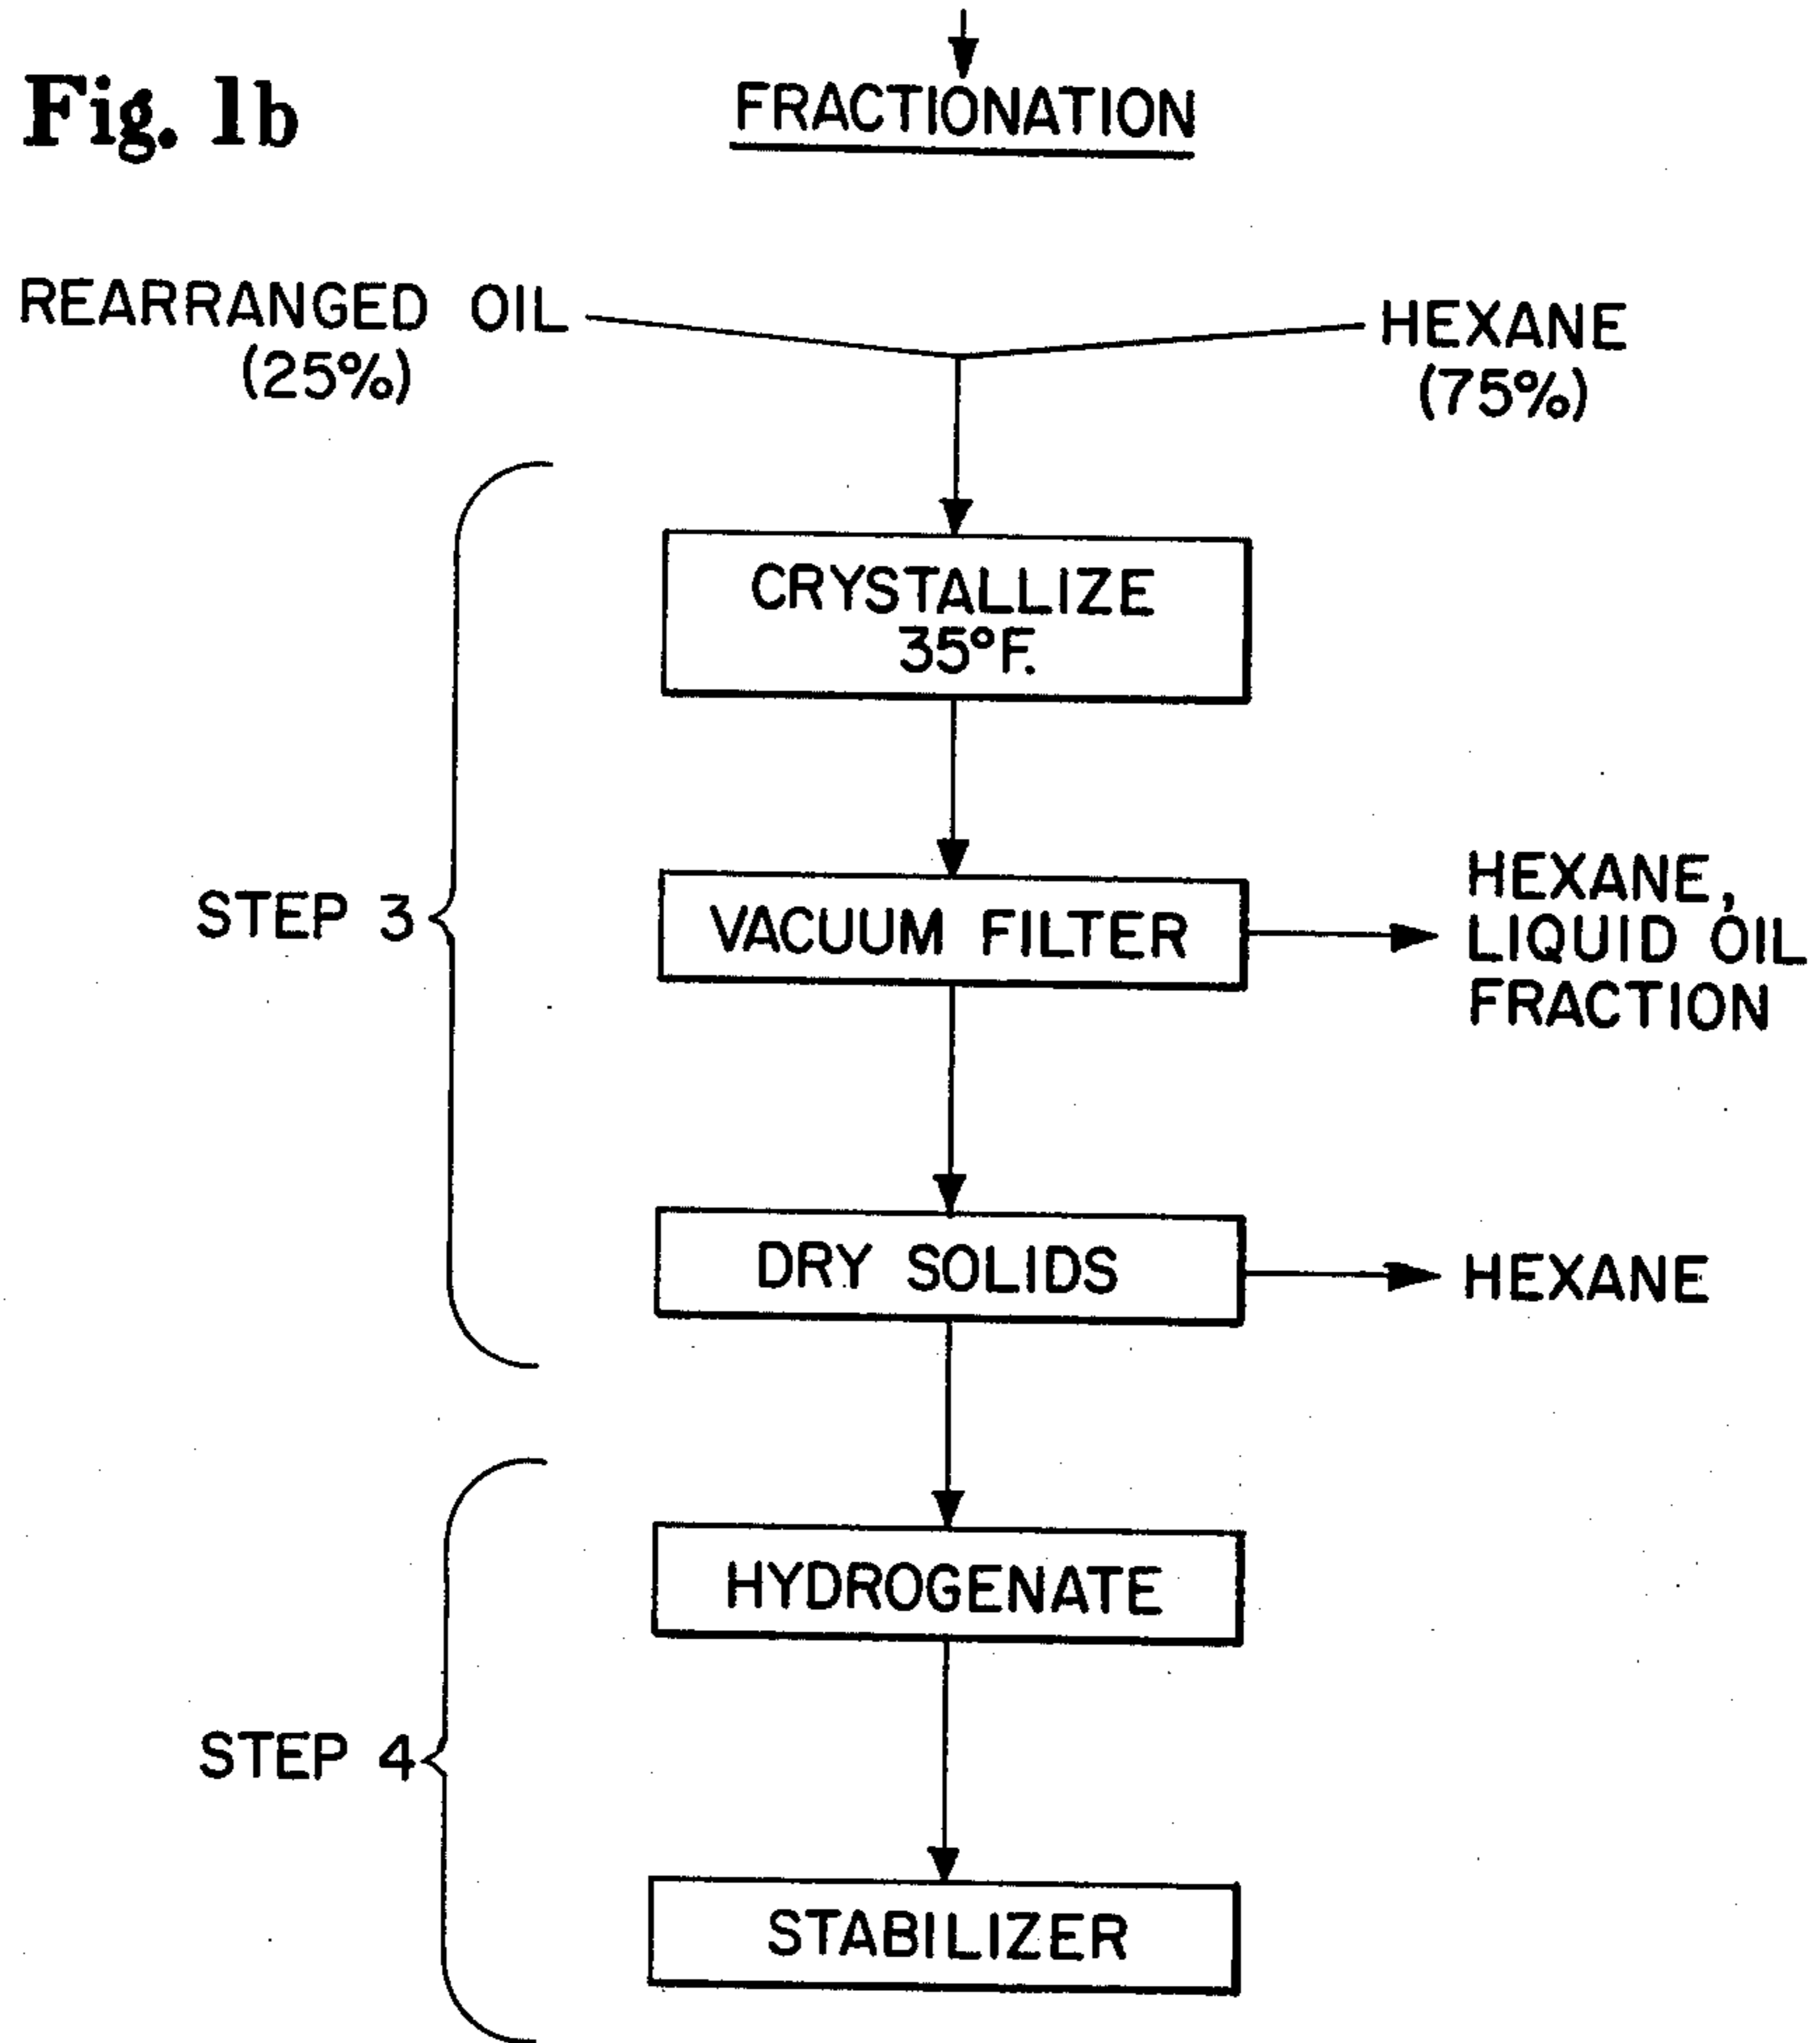 Fig. 1b
FRACTIONATION
REARRANGED OIL
(25%)
HEXANE
(75%)
CRYSTALLIZE
35°F.
STEP 3
VACUUM FILTER
HEXANE,
LIQUID OIL
FRACTION
DRY SOLIDS
HEXANE
HYDROGENATE
STEP 4
STABILIZER